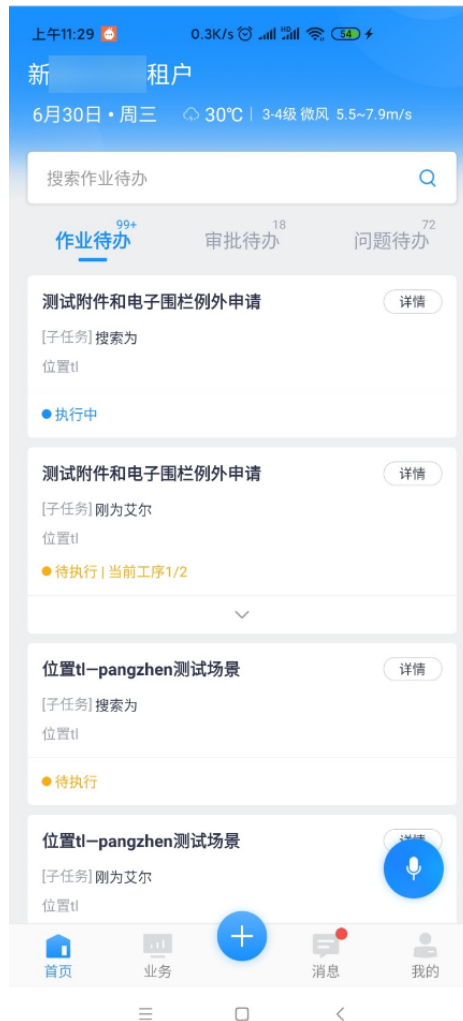 上午11:29 0.3K/s HD 54
新 租户
6月30日 • 周三 30℃ | 3-4级 微风 5.5~7.9m/s
搜索作业待办
作业待办 99+ 审批待办 18 问题待办 72
测试附件和电子围栏例外申请 详情
[子任务] 搜索为
位置tl
执行中
测试附件和电子围栏例外申请 详情
[子任务] 刚为艾尔
位置tl
待执行 | 当前工序1/2
位置tl—pangzhen测试场景 详情
[子任务] 搜索为
位置tl
待执行
位置tl—pangzhen测试场景
[子任务] 刚为艾尔
位置tl
首页 业务 消息 我的